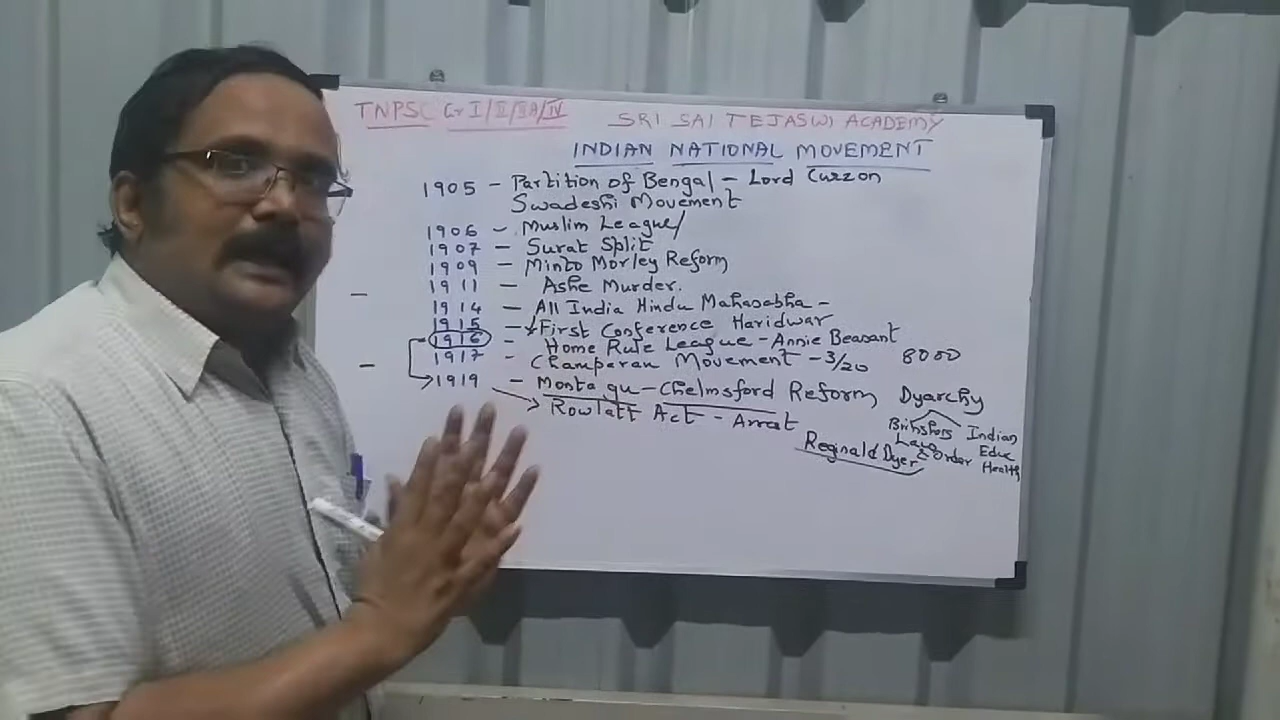 TNPSC Gr I/II/IIA/IV SRI SAI TEJASWI ACADEMY
INDIAN NATIONAL MOVEMENT
1905 - Partition of Bengal - Lord Curzon
Swadeshi Movement
1906 - Muslim League/
1907 - Surat Split
1909 - Minto Morley Reform
1911 - Ashe Murder.
1914 - All India Hindu Mahasabha -
1915 - First Conference Haridwar
1916 - Home Rule League - Annie Beasant
1917 - Champaran Movement - 3/20 8000
1919 - Montagu - Chelmsford Reform Dyarchy
Rowlatt Act - Arrest
Indian
Law & Order Educ
Reginald Dyer Health